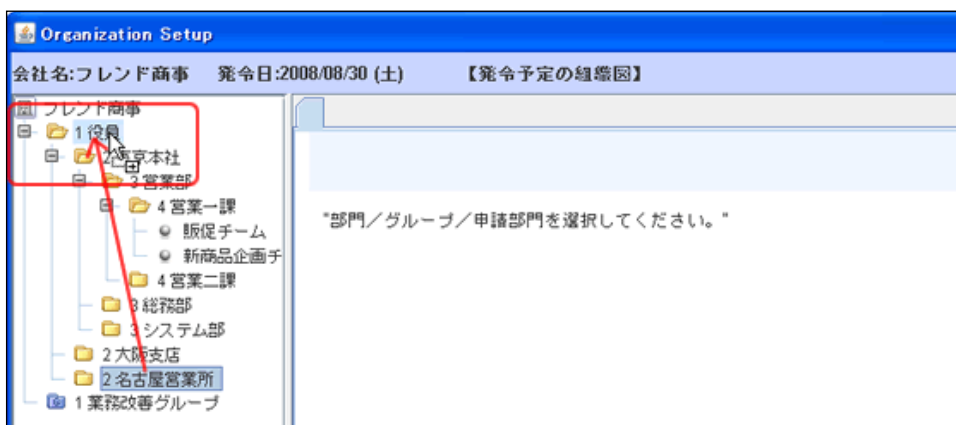 Organization Setup
会社名:フレンド商事 発令日:2008/08/30 (土) 【発令予定の組織図】
フレンド商事
1 役員
2 東京本社
3 営業部
4 営業一課
販促チーム
新商品企画チ
4 営業二課
3 総務部
3 システム部
2 大阪支店
2 名古屋営業所
1 業務改善グループ
"部門/グループ/申請部門を選択してください。"